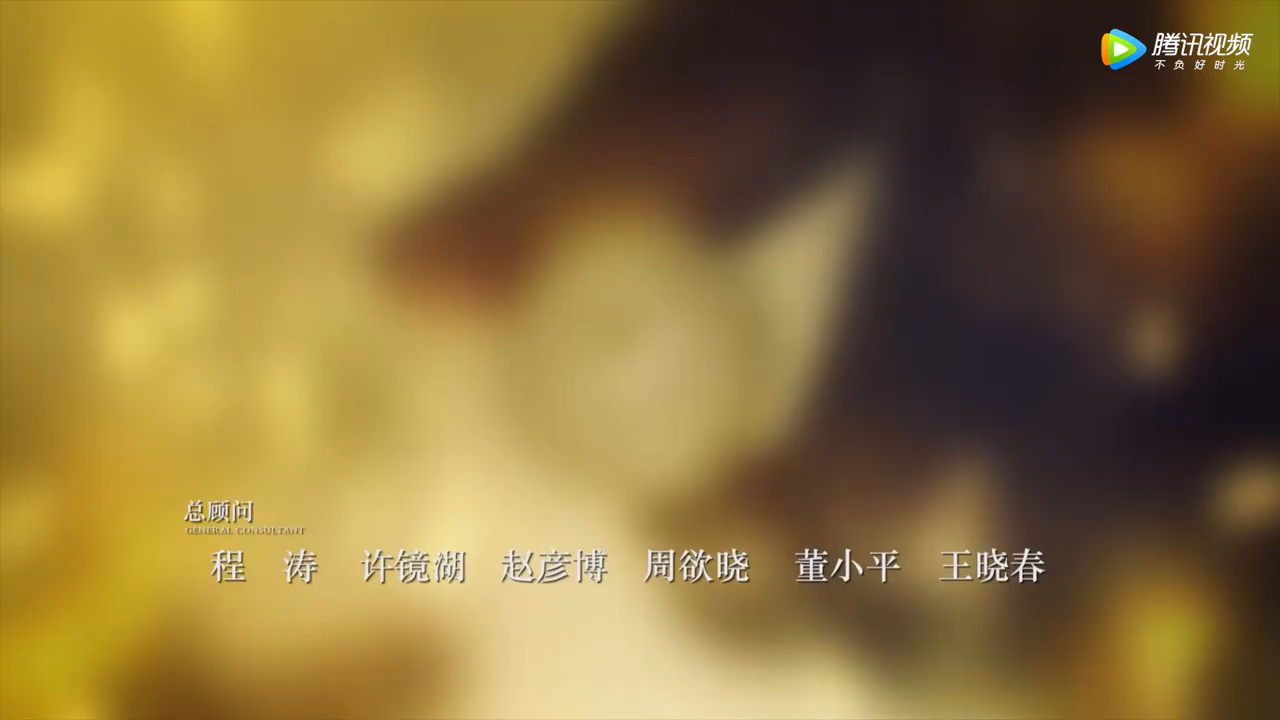 腾讯视频
不负好时光
总顾问
GENERAL CONSULTANT
程 涛 许镜湖 赵彦博 周欲晓 董小平 王晓春